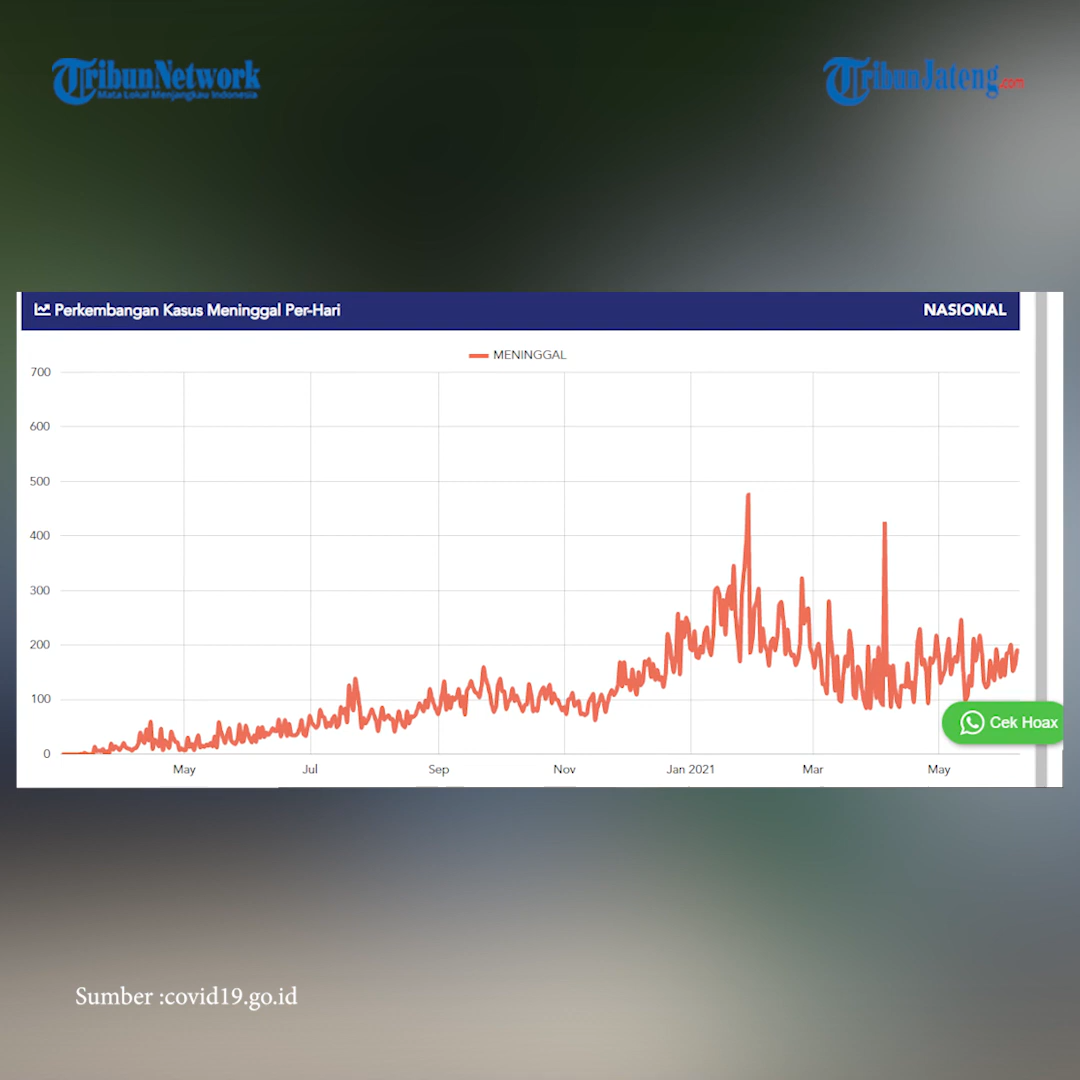 TribunNetwork
Mata Lokal Menjangkau Indonesia
TribunJateng.com
Perkembangan Kasus Meninggal Per-Hari
NASIONAL
MENINGGAL
700
600
500
400
300
200
100
0
May
Jul
Sep
Nov
Jan 2021
Mar
May
Cek Hoax
Sumber :covid19.go.id